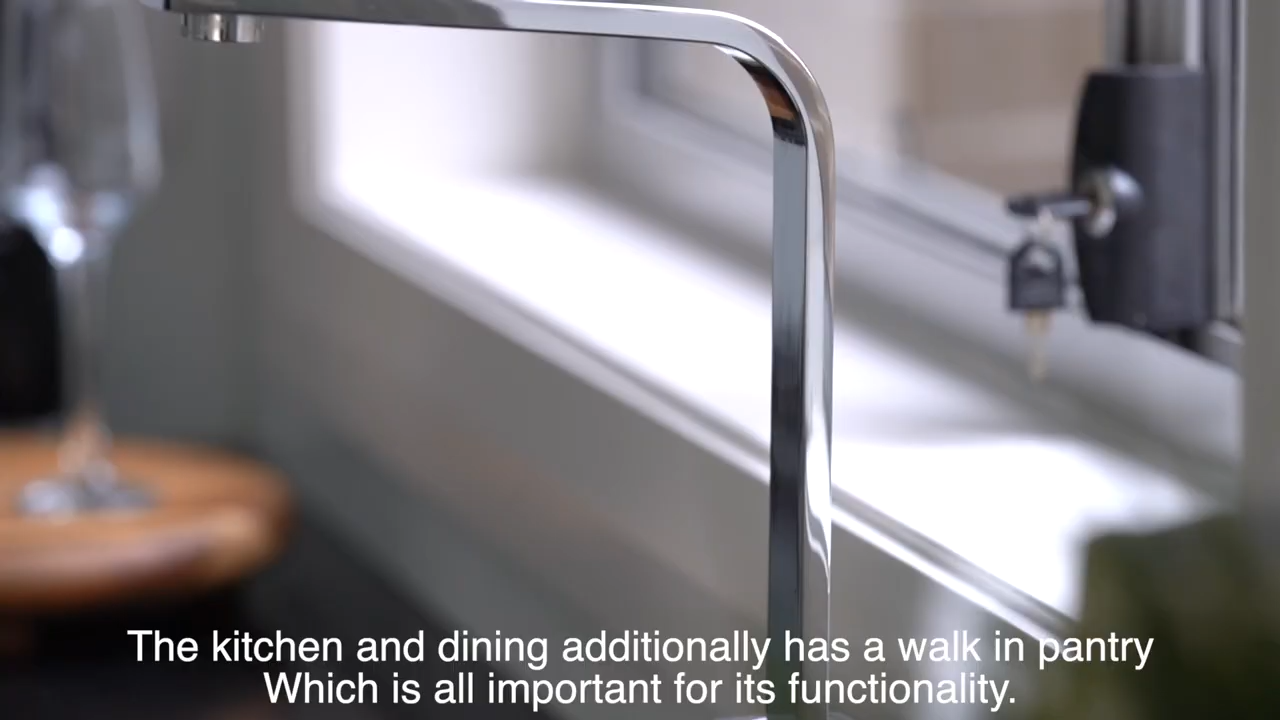 The kitchen and dining additionally has a walk in pantry
Which is all important for its functionality.